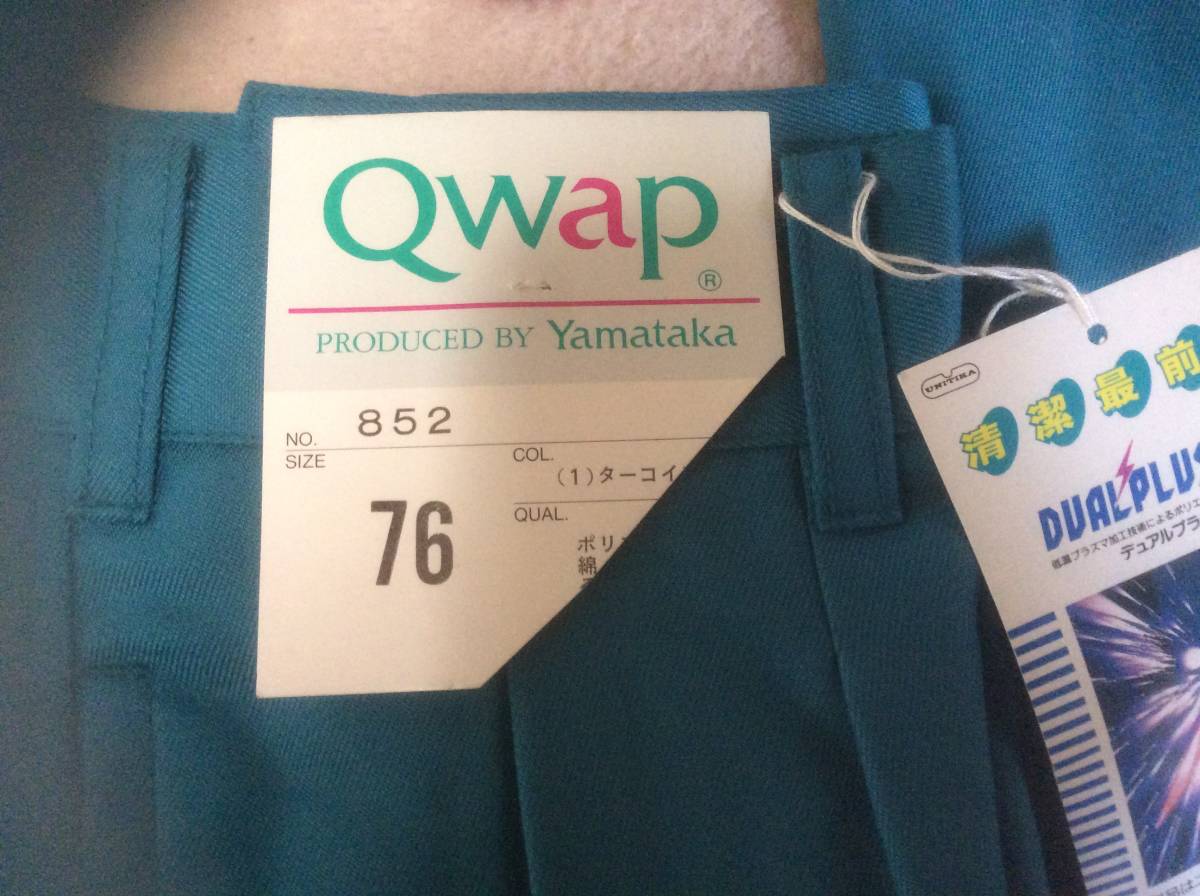 Qwap
®
PRODUCED BY Yamataka
NO. 852
SIZE
76
COL.
(1)ターコイ
QUAL.
ポリ
綿
UNITIKA
清潔最前
DUAL PLUS
低温プラズマ加工技術によるポリエ
デュアルプラ